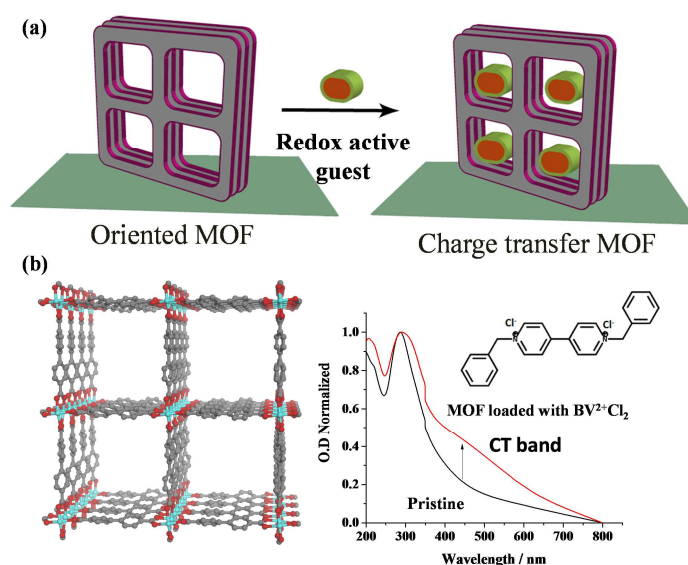 (a)
Redox active
guest
Oriented MOF
Charge transfer MOF
(b)
O.D Normalized
1.0
0.8
0.6
0.4
0.2
0.0
200 300 400 500 600 700 800
Wavelength / nm
Cl⁻ Cl⁻
N N
MOF loaded with BV²⁺Cl₂
CT band
Pristine